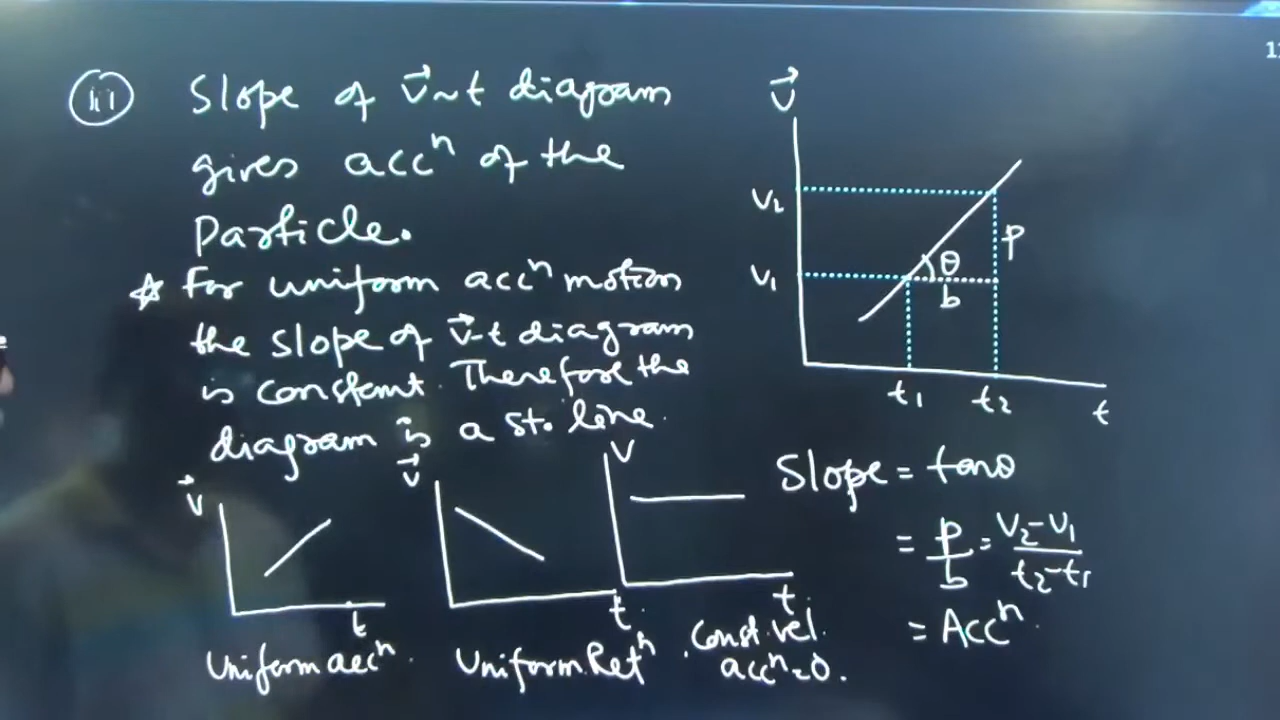 (iii) Slope of v⃗~t diagram
gives accⁿ of the
Particle.
☆ For uniform accⁿ motion
the slope of v⃗-t diagram
is constant. Therefore the
diagram is a st. line.
v⃗
t
Uniform accⁿ.
v⃗
t
Uniform Retⁿ.
v
t
Const. vel.
accⁿ=0.
v⃗
v₂
v₁
p
θ
b
t₁ t₂ t
Slope = tanθ
= p/b = v₂-v₁/t₂-t₁
= Accⁿ.